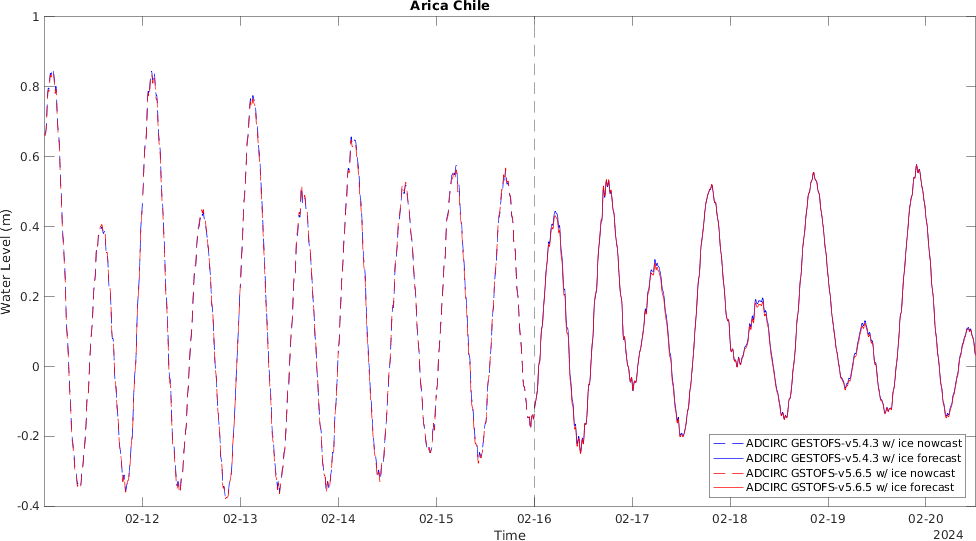 Arica Chile
1
0.8
0.6
0.4
0.2
0
-0.2
-0.4
Water Level (m)
02-12 02-13 02-14 02-15 02-16 02-17 02-18 02-19 02-20
Time
2024
ADCIRC GESTOFS-v5.4.3 w/ ice nowcast
ADCIRC GESTOFS-v5.4.3 w/ ice forecast
ADCIRC GSTOFS-v5.6.5 w/ ice nowcast
ADCIRC GSTOFS-v5.6.5 w/ ice forecast